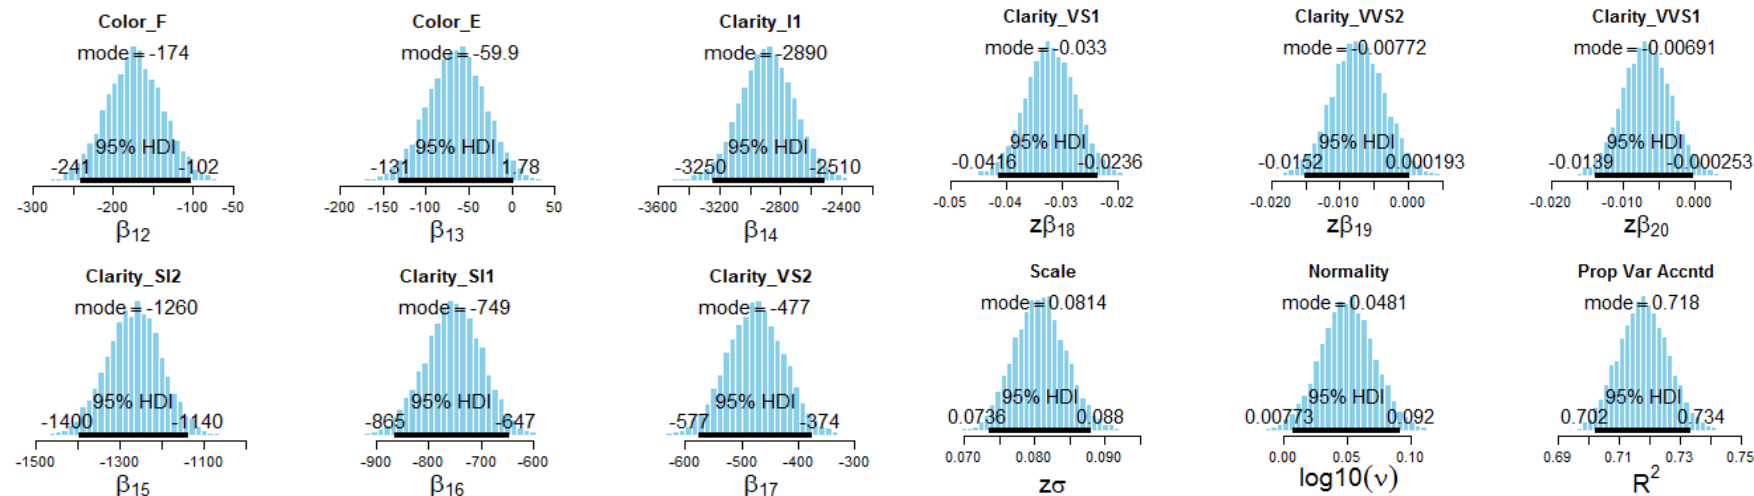 Color_F
mode = -174
95% HDI
-241 -102
-300 -200 -100 -50
β12
Color_E
mode = -59.9
95% HDI
-131 1.78
-200 -150 -100 -50 0 50
β13
Clarity_I1
mode = -2890
95% HDI
-3250 -2510
-3600 -3200 -2800 -2400
β14
Clarity_VS1
mode = -0.033
95% HDI
-0.0416 -0.0236
-0.05 -0.04 -0.03 -0.02
zβ18
Clarity_VVS2
mode = -0.00772
95% HDI
-0.0152 0.000193
-0.020 -0.010 0.000
zβ19
Clarity_VVS1
mode = -0.00691
95% HDI
-0.0139 -0.000253
-0.020 -0.010 0.000
zβ20
Clarity_SI2
mode = -1260
95% HDI
-1400 -1140
-1500 -1300 -1100
β15
Clarity_SI1
mode = -749
95% HDI
-865 -647
-900 -800 -700 -600
β16
Clarity_VS2
mode = -477
95% HDI
-577 -374
-600 -500 -400 -300
β17
Scale
mode = 0.0814
95% HDI
0.0736 0.088
0.070 0.080 0.090
zσ
Normality
mode = 0.0481
95% HDI
0.00773 0.092
0.00 0.05 0.10
log10(ν)
Prop Var Accntd
mode = 0.718
95% HDI
0.702 0.734
0.69 0.71 0.73 0.75
R²